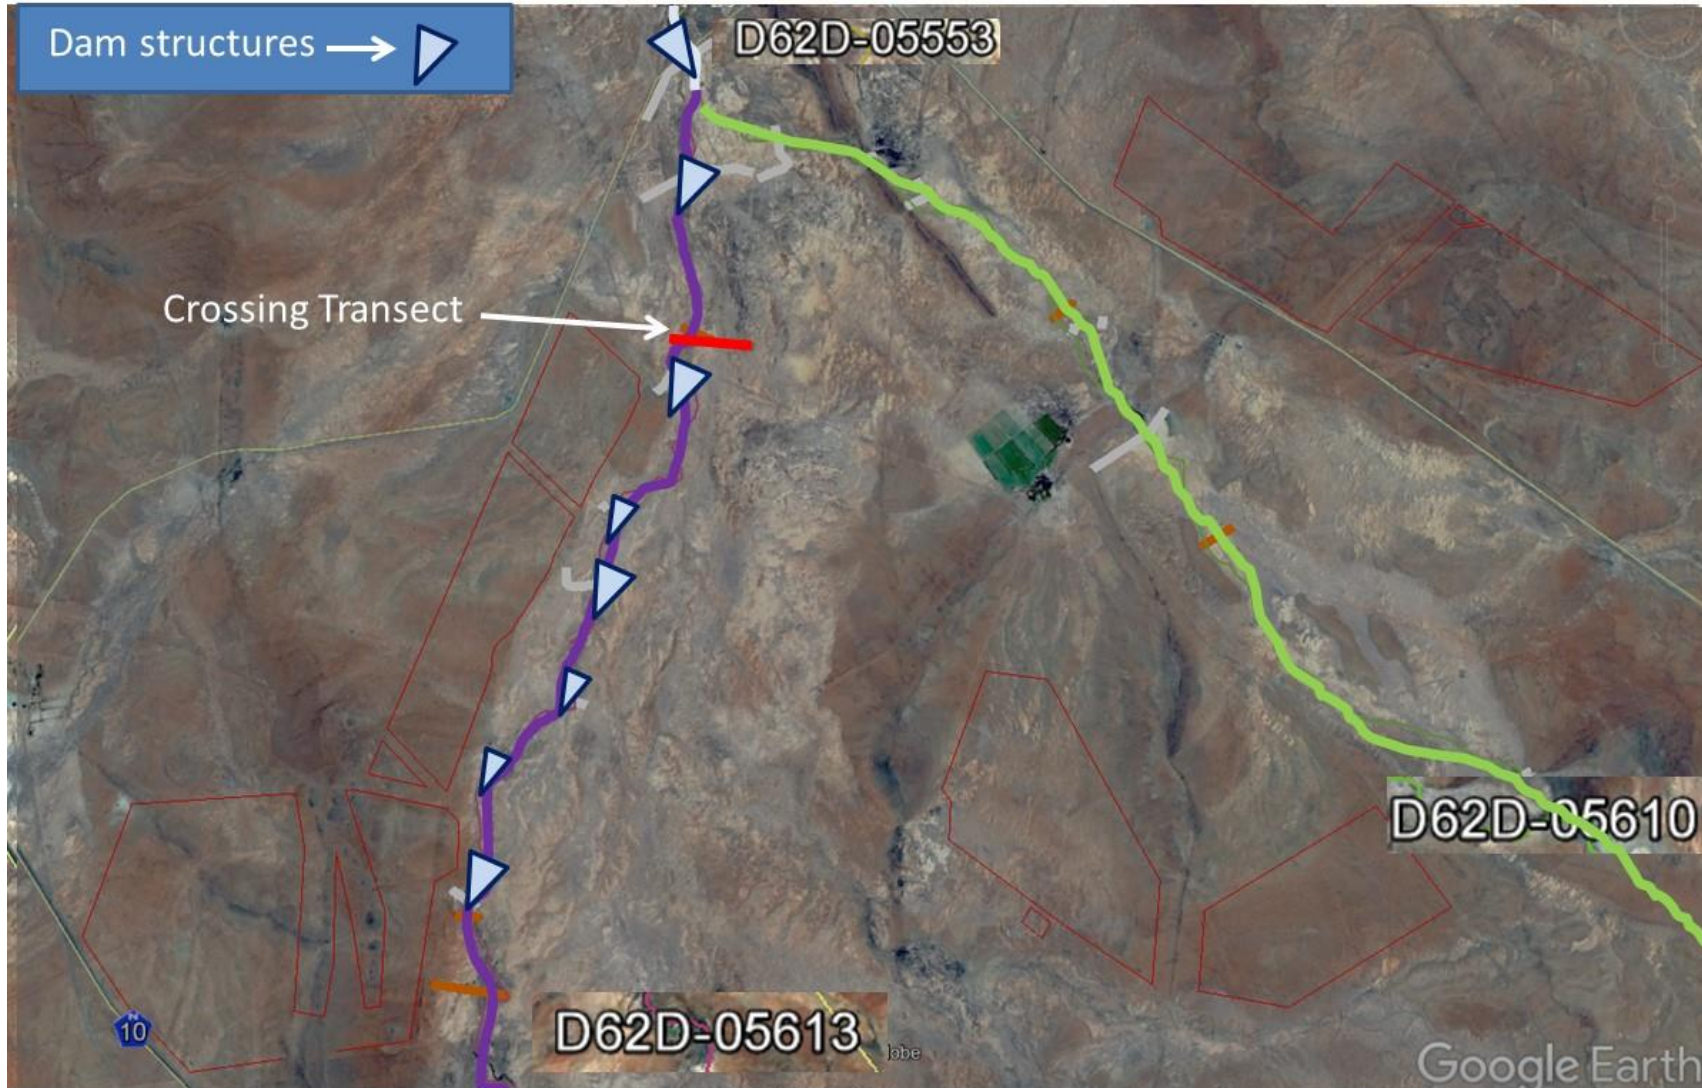 Dam structures
D62D-05553
Crossing Transect
D62D-05610
N
10
D62D-05613
Google Earth